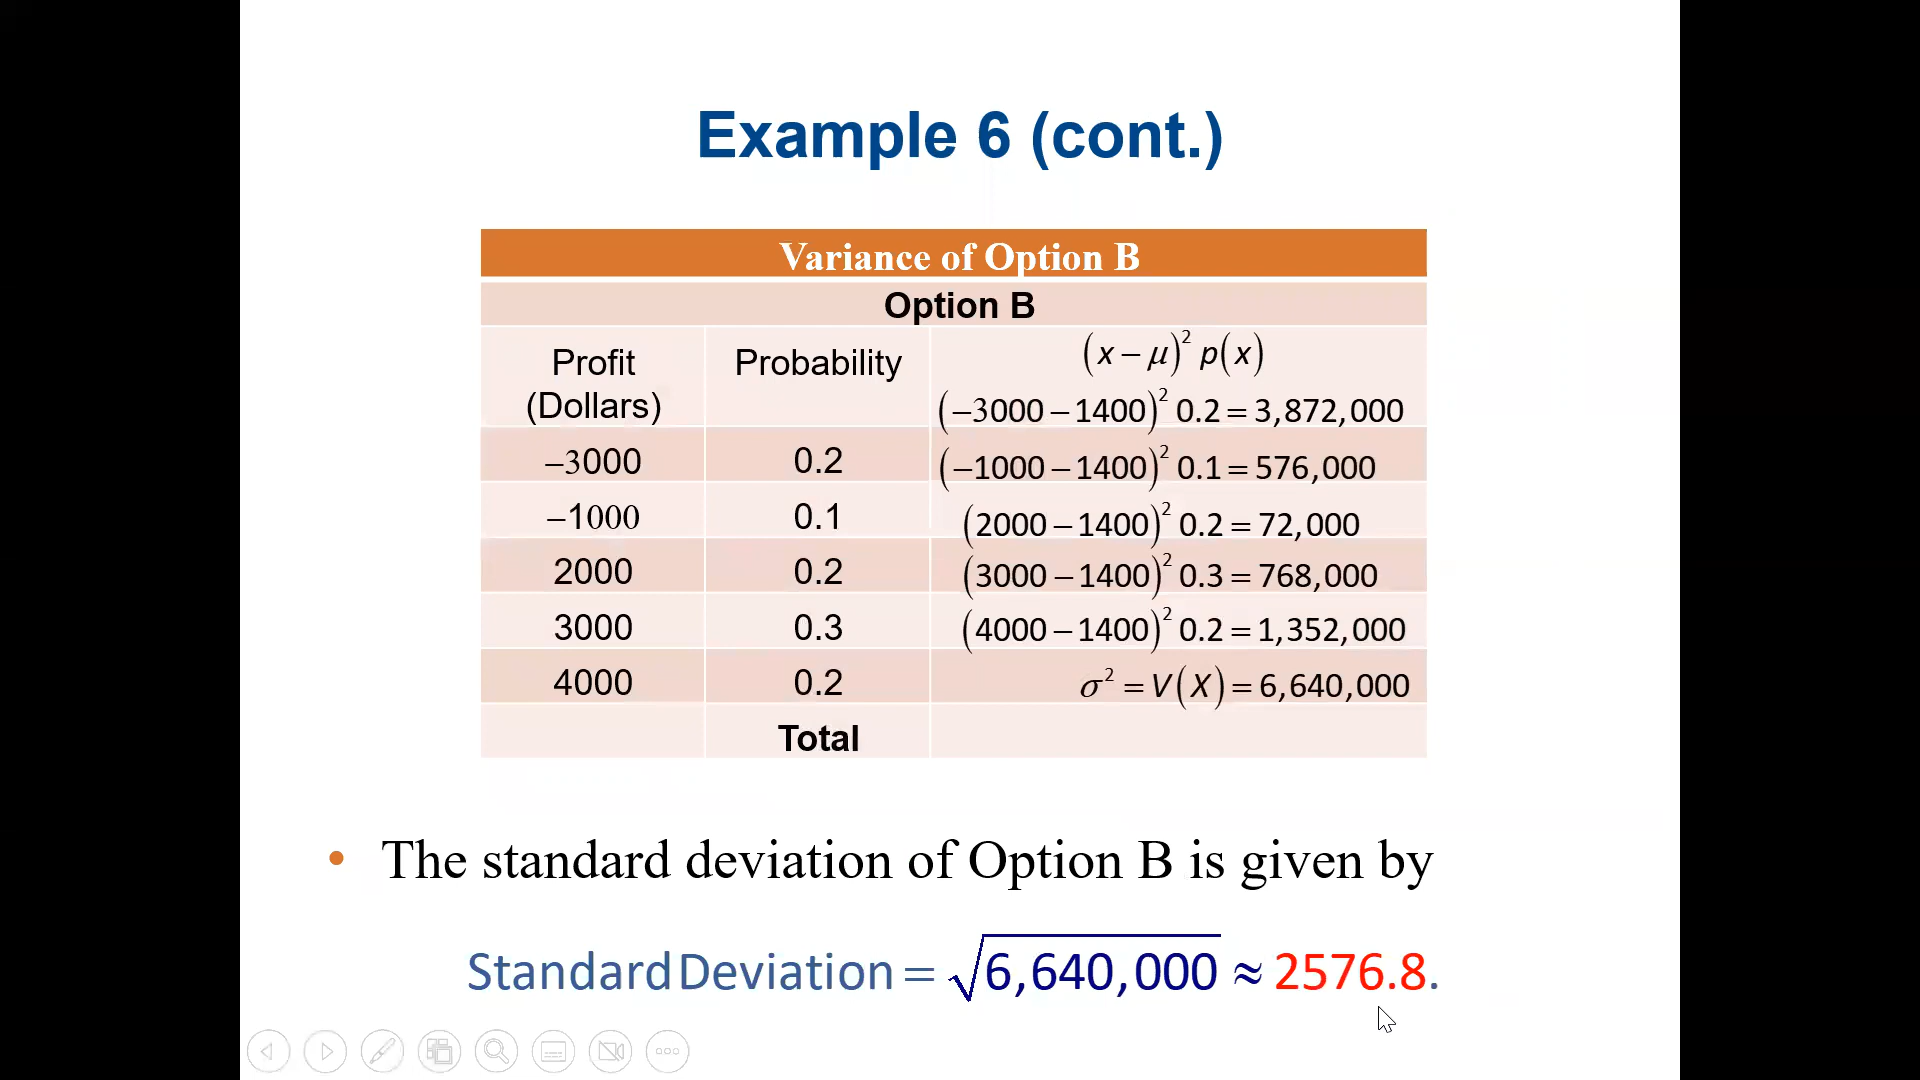 Example 6 (cont.)
Variance of Option B
Option B
Profit (Dollars) Probability (x – μ)² p(x)
(–3000 – 1400)² 0.2 = 3,872,000
–3000 0.2 (–1000 – 1400)² 0.1 = 576,000
–1000 0.1 (2000 – 1400)² 0.2 = 72,000
2000 0.2 (3000 – 1400)² 0.3 = 768,000
3000 0.3 (4000 – 1400)² 0.2 = 1,352,000
4000 0.2 σ² = V(X) = 6,640,000
Total
• The standard deviation of Option B is given by
Standard Deviation = √6,640,000 ≈ 2576.8.